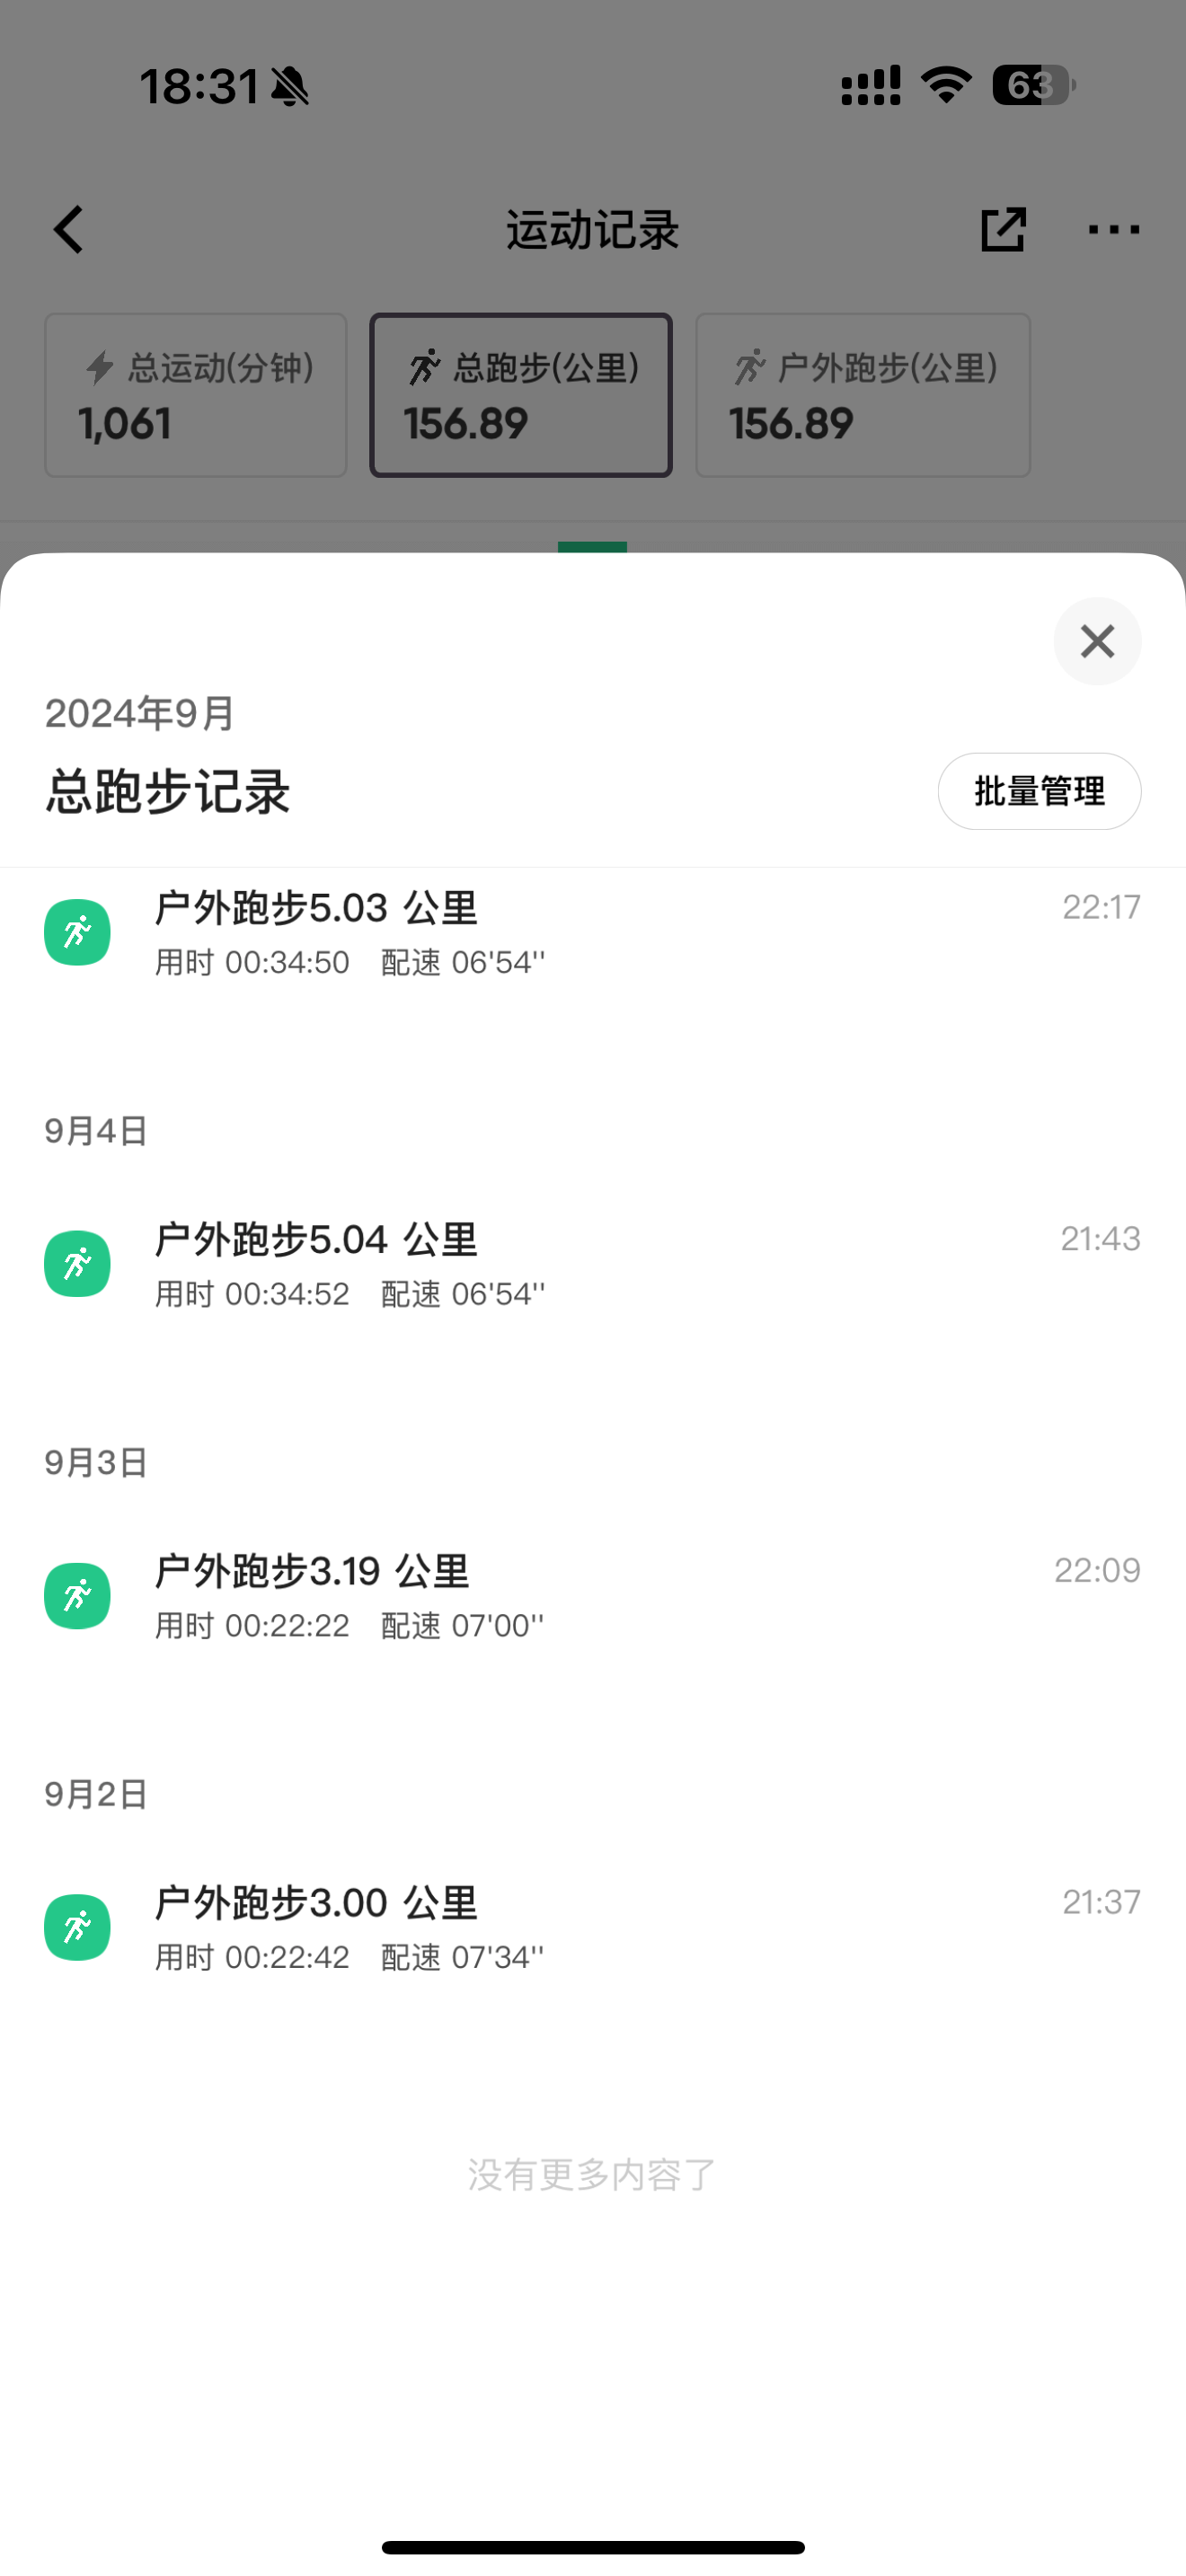 18:31
63
运动记录
总运动(分钟)
1,061
总跑步(公里)
156.89
户外跑步(公里)
156.89
2024年9月
总跑步记录
批量管理
户外跑步5.03 公里
22:17
用时 00:34:50 配速 06'54''
9月4日
户外跑步5.04 公里
21:43
用时 00:34:52 配速 06'54''
9月3日
户外跑步3.19 公里
22:09
用时 00:22:22 配速 07'00''
9月2日
户外跑步3.00 公里
21:37
用时 00:22:42 配速 07'34''
没有更多内容了